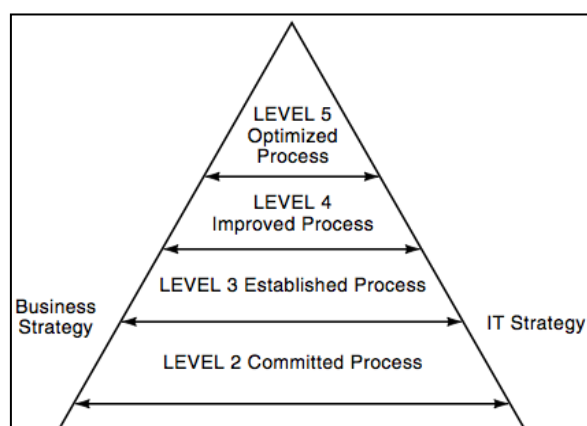 LEVEL 5
Optimized
Process
LEVEL 4
Improved Process
LEVEL 3 Established Process
Business
Strategy
IT Strategy
LEVEL 2 Committed Process